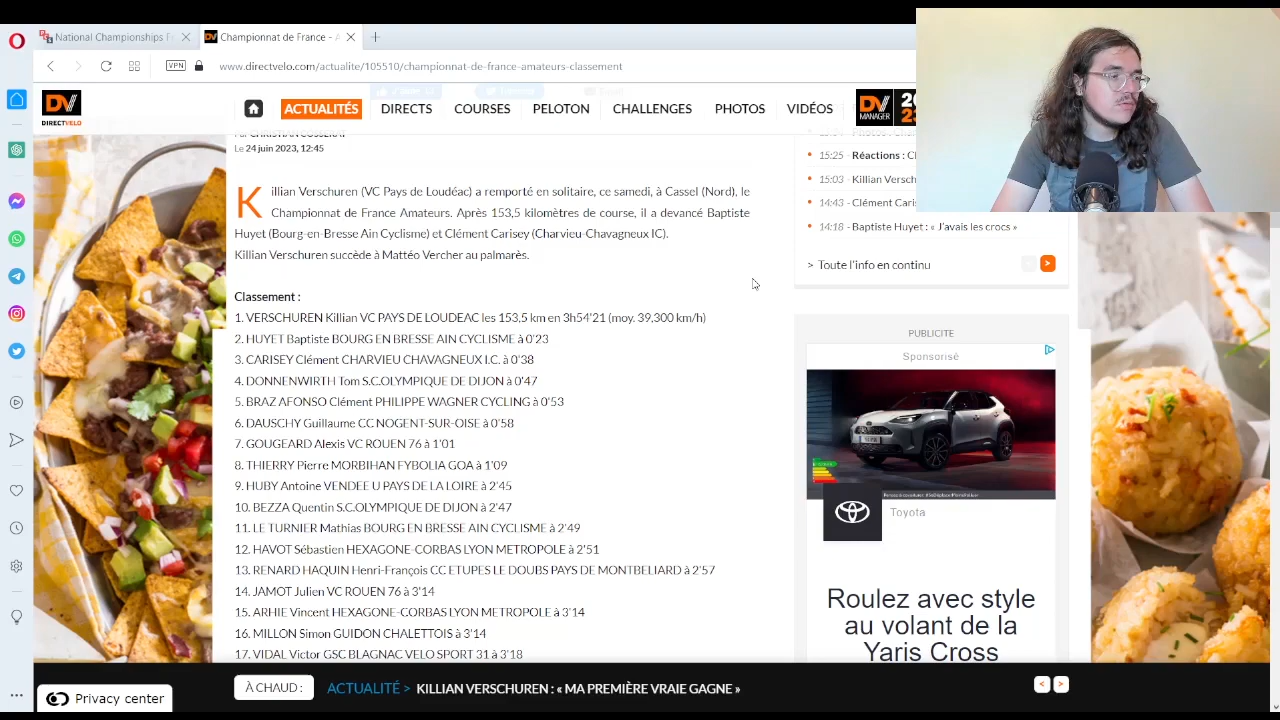 National Championships
Championnat de France - A
VPN
www.directvelo.com/actualite/105510/championnat-de-france-amateurs-classement
DV
DIRECTVELO
ACTUALITÉS DIRECTS COURSES PELOTON CHALLENGES PHOTOS VIDÉOS
DV
MANAGER
20
23
Le 24 juin 2023, 12:45
Killian Verschuren (VC Pays de Loudéac) a remporté en solitaire, ce samedi, à Cassel (Nord), le
Championnat de France Amateurs. Après 153,5 kilomètres de course, il a devancé Baptiste
Huyet (Bourg-en-Bresse Ain Cyclisme) et Clément Carisey (Charvieu-Chavagneux IC).
Killian Verschuren succède à Mattéo Vercher au palmarès.
Classement :
1. VERSCHUREN Killian VC PAYS DE LOUDEAC les 153,5 km en 3h54'21 (moy. 39,300 km/h)
2. HUYET Baptiste BOURG EN BRESSE AIN CYCLISME à 0'23
3. CARISEY Clément CHARVIEU CHAVAGNEUX I.C. à 0'38
4. DONNENWIRTH Tom S.C.OLYMPIQUE DE DIJON à 0'47
5. BRAZ AFONSO Clément PHILIPPE WAGNER CYCLING à 0'53
6. DAUSCHY Guillaume CC NOGENT-SUR-OISE à 0'58
7. GOUGEARD Alexis VC ROUEN 76 à 1'01
8. THIERRY Pierre MORBIHAN FYBOLIA GOA à 1'09
9. HUBY Antoine VENDEE U PAYS DE LA LOIRE à 2'45
10. BEZZA Quentin S.C.OLYMPIQUE DE DIJON à 2'47
11. LE TURNIER Mathias BOURG EN BRESSE AIN CYCLISME à 2'49
12. HAVOT Sébastien HEXAGONE-CORBAS LYON METROPOLE à 2'51
13. RENARD HAQUIN Henri-François CC ETUPES LE DOUBS PAYS DE MONTBELIARD à 2'57
14. JAMOT Julien VC ROUEN 76 à 3'14
15. ARHIE Vincent HEXAGONE-CORBAS LYON METROPOLE à 3'14
16. MILLON Simon GUIDON CHALETTOIS à 3'14
17. VIDAL Victor GSC BLAGNAC VELO SPORT 31 à 3'18
15:25 - Réactions : C
15:03 - Killian Versch
14:43 - Clément Caris
14:18 - Baptiste Huyet : « J'avais les crocs »
> Toute l'info en continu
PUBLICITE
Sponsorisé
Toyota
Roulez avec style
au volant de la
Yaris Cross
Privacy center
À CHAUD :
ACTUALITÉ > KILLIAN VERSCHUREN : « MA PREMIÈRE VRAIE GAGNE »